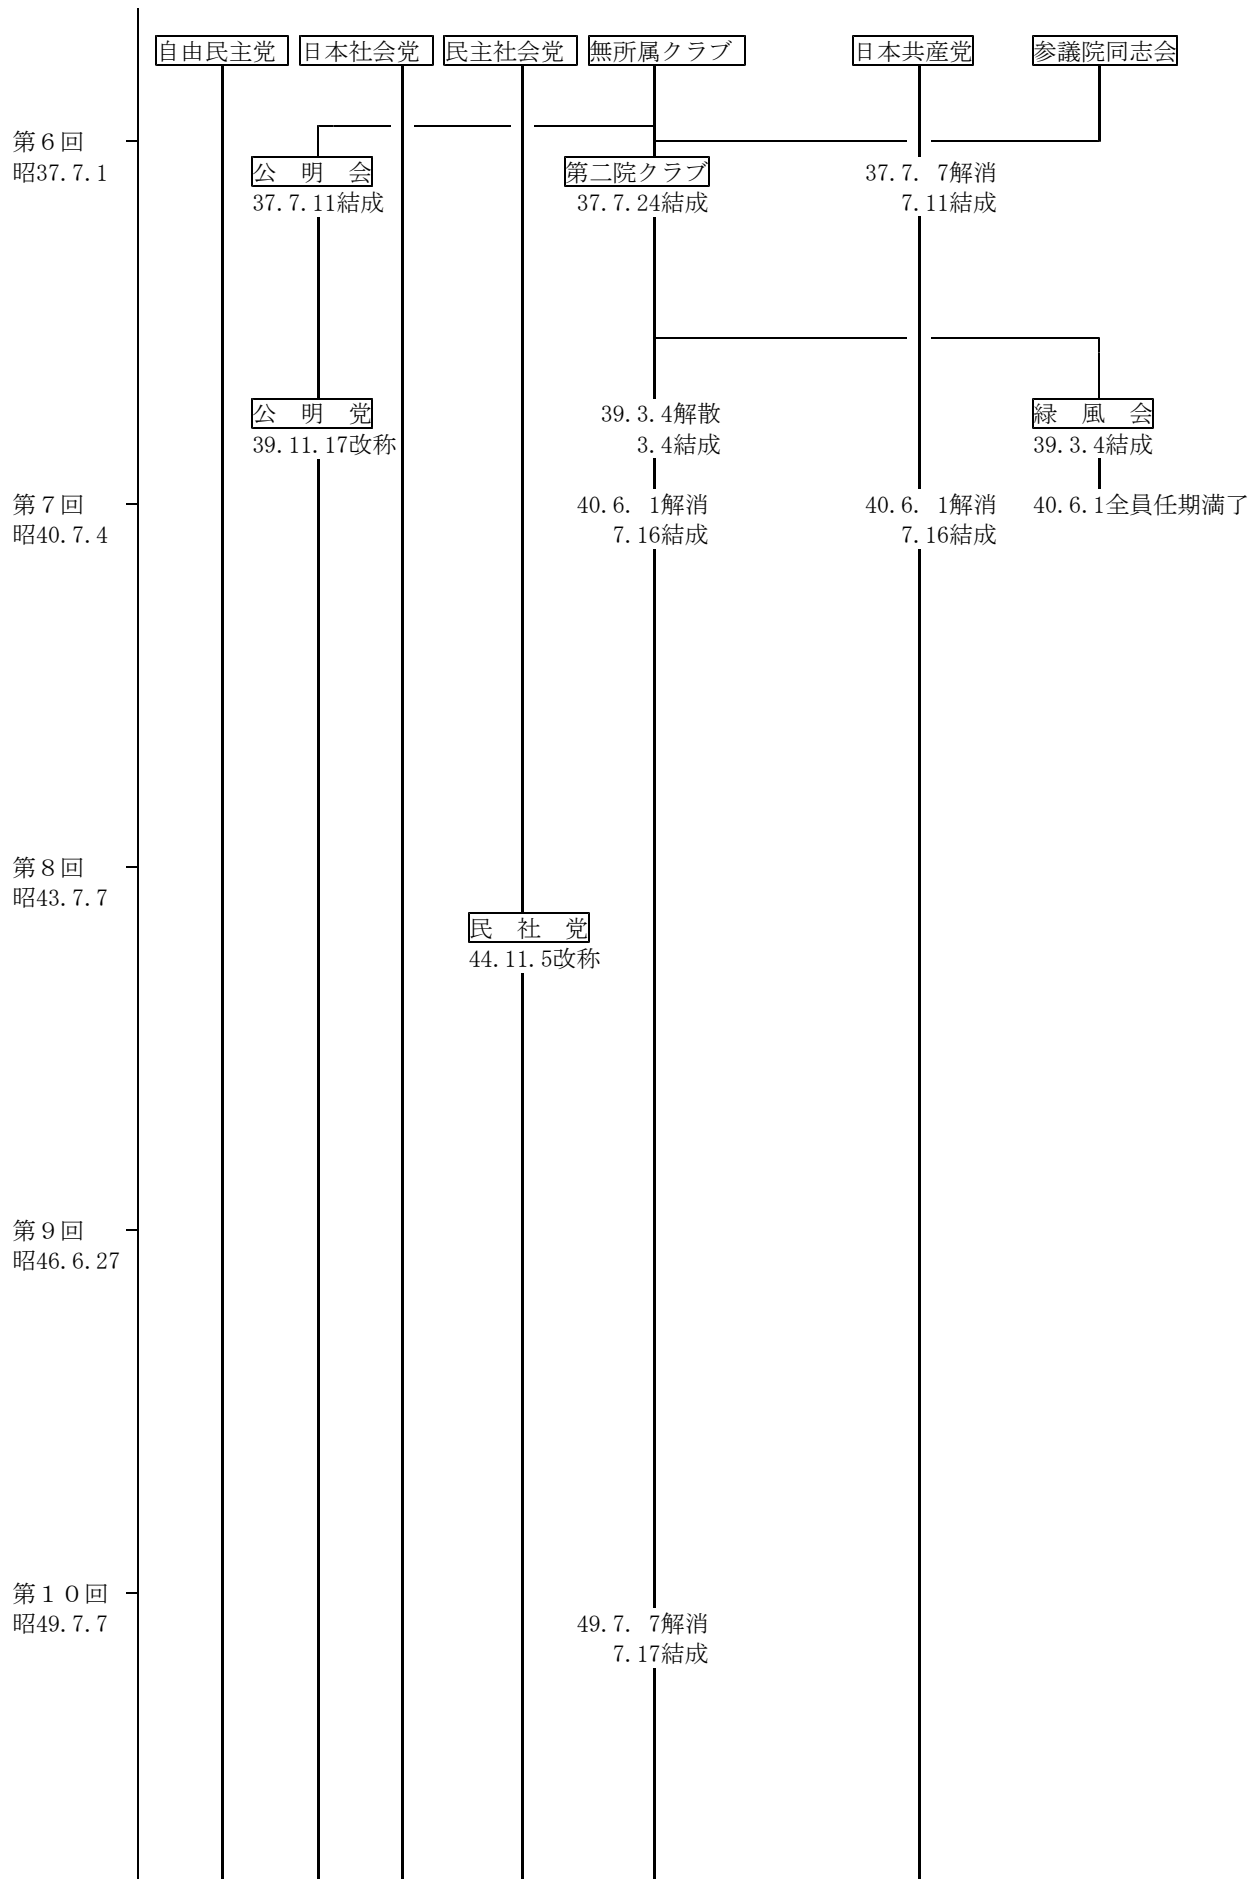 自由民主党 日本社会党 民主社会党 無所属クラブ 日本共産党 参議院同志会
第６回
昭37.7.1
公　明　会
37.7.11結成
第二院クラブ
37.7.24結成
37.7. 7解消
7.11結成
公　明　党
39.11.17改称
39.3.4解散
3.4結成
緑　風　会
39.3.4結成
第７回
昭40.7.4
40.6. 1解消
7.16結成
40.6. 1解消
7.16結成
40.6.1全員任期満了
第８回
昭43.7.7
民　社　党
44.11.5改称
第９回
昭46.6.27
第１０回
昭49.7.7
49.7. 7解消
7.17結成